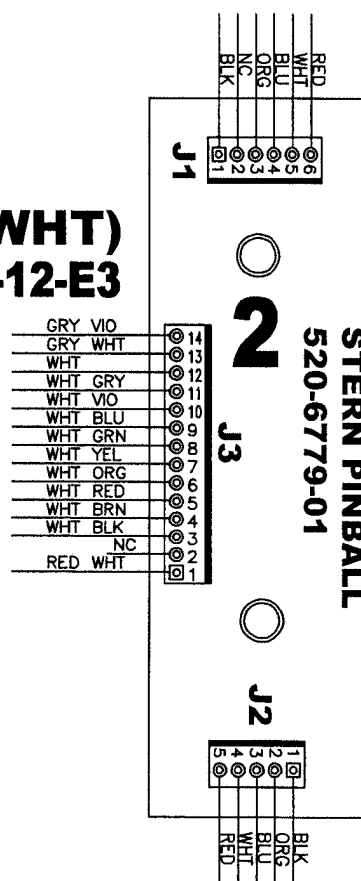 BLK NC ORG BLU WHT RED
1 2 3 4 5 6
J1
WHT)
-12-E3
2
STERN PINBALL
520-6779-01
J3
GRY VIO 14
GRY WHT 13
WHT 12
WHT GRY 11
WHT VIO 10
WHT BLU 9
WHT GRN 8
WHT YEL 7
WHT ORG 6
WHT RED 5
WHT BRN 4
WHT BLK 3
NC 2
RED WHT 1
J2
5 4 3 2 1
RED WHT BLU ORG BLK